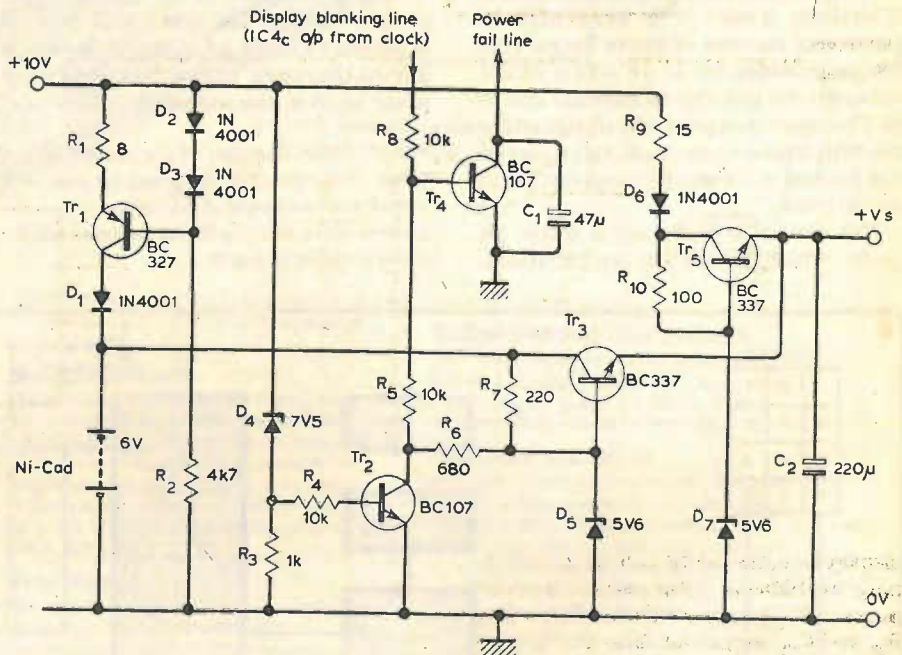 Display blanking line
(IC4c o/p from clock)
Power
fail line
+10V
D2 1N
4001
R1
8
D3 1N
4001
R8
10k
R9
15
Tr4
BC
107
C1
47µ
D6
1N4001
+Vs
Tr1
BC
327
Tr5
R10
100
BC
337
D1
1N4001
Tr3
BC337
R5
10k
R7
220
D4
7V5
6V
Ni-Cad
R2
4k7
R6
680
Tr2
R4
10k
BC107
C2
220µ
R3
1k
D5
5V6
D7
5V6
0V